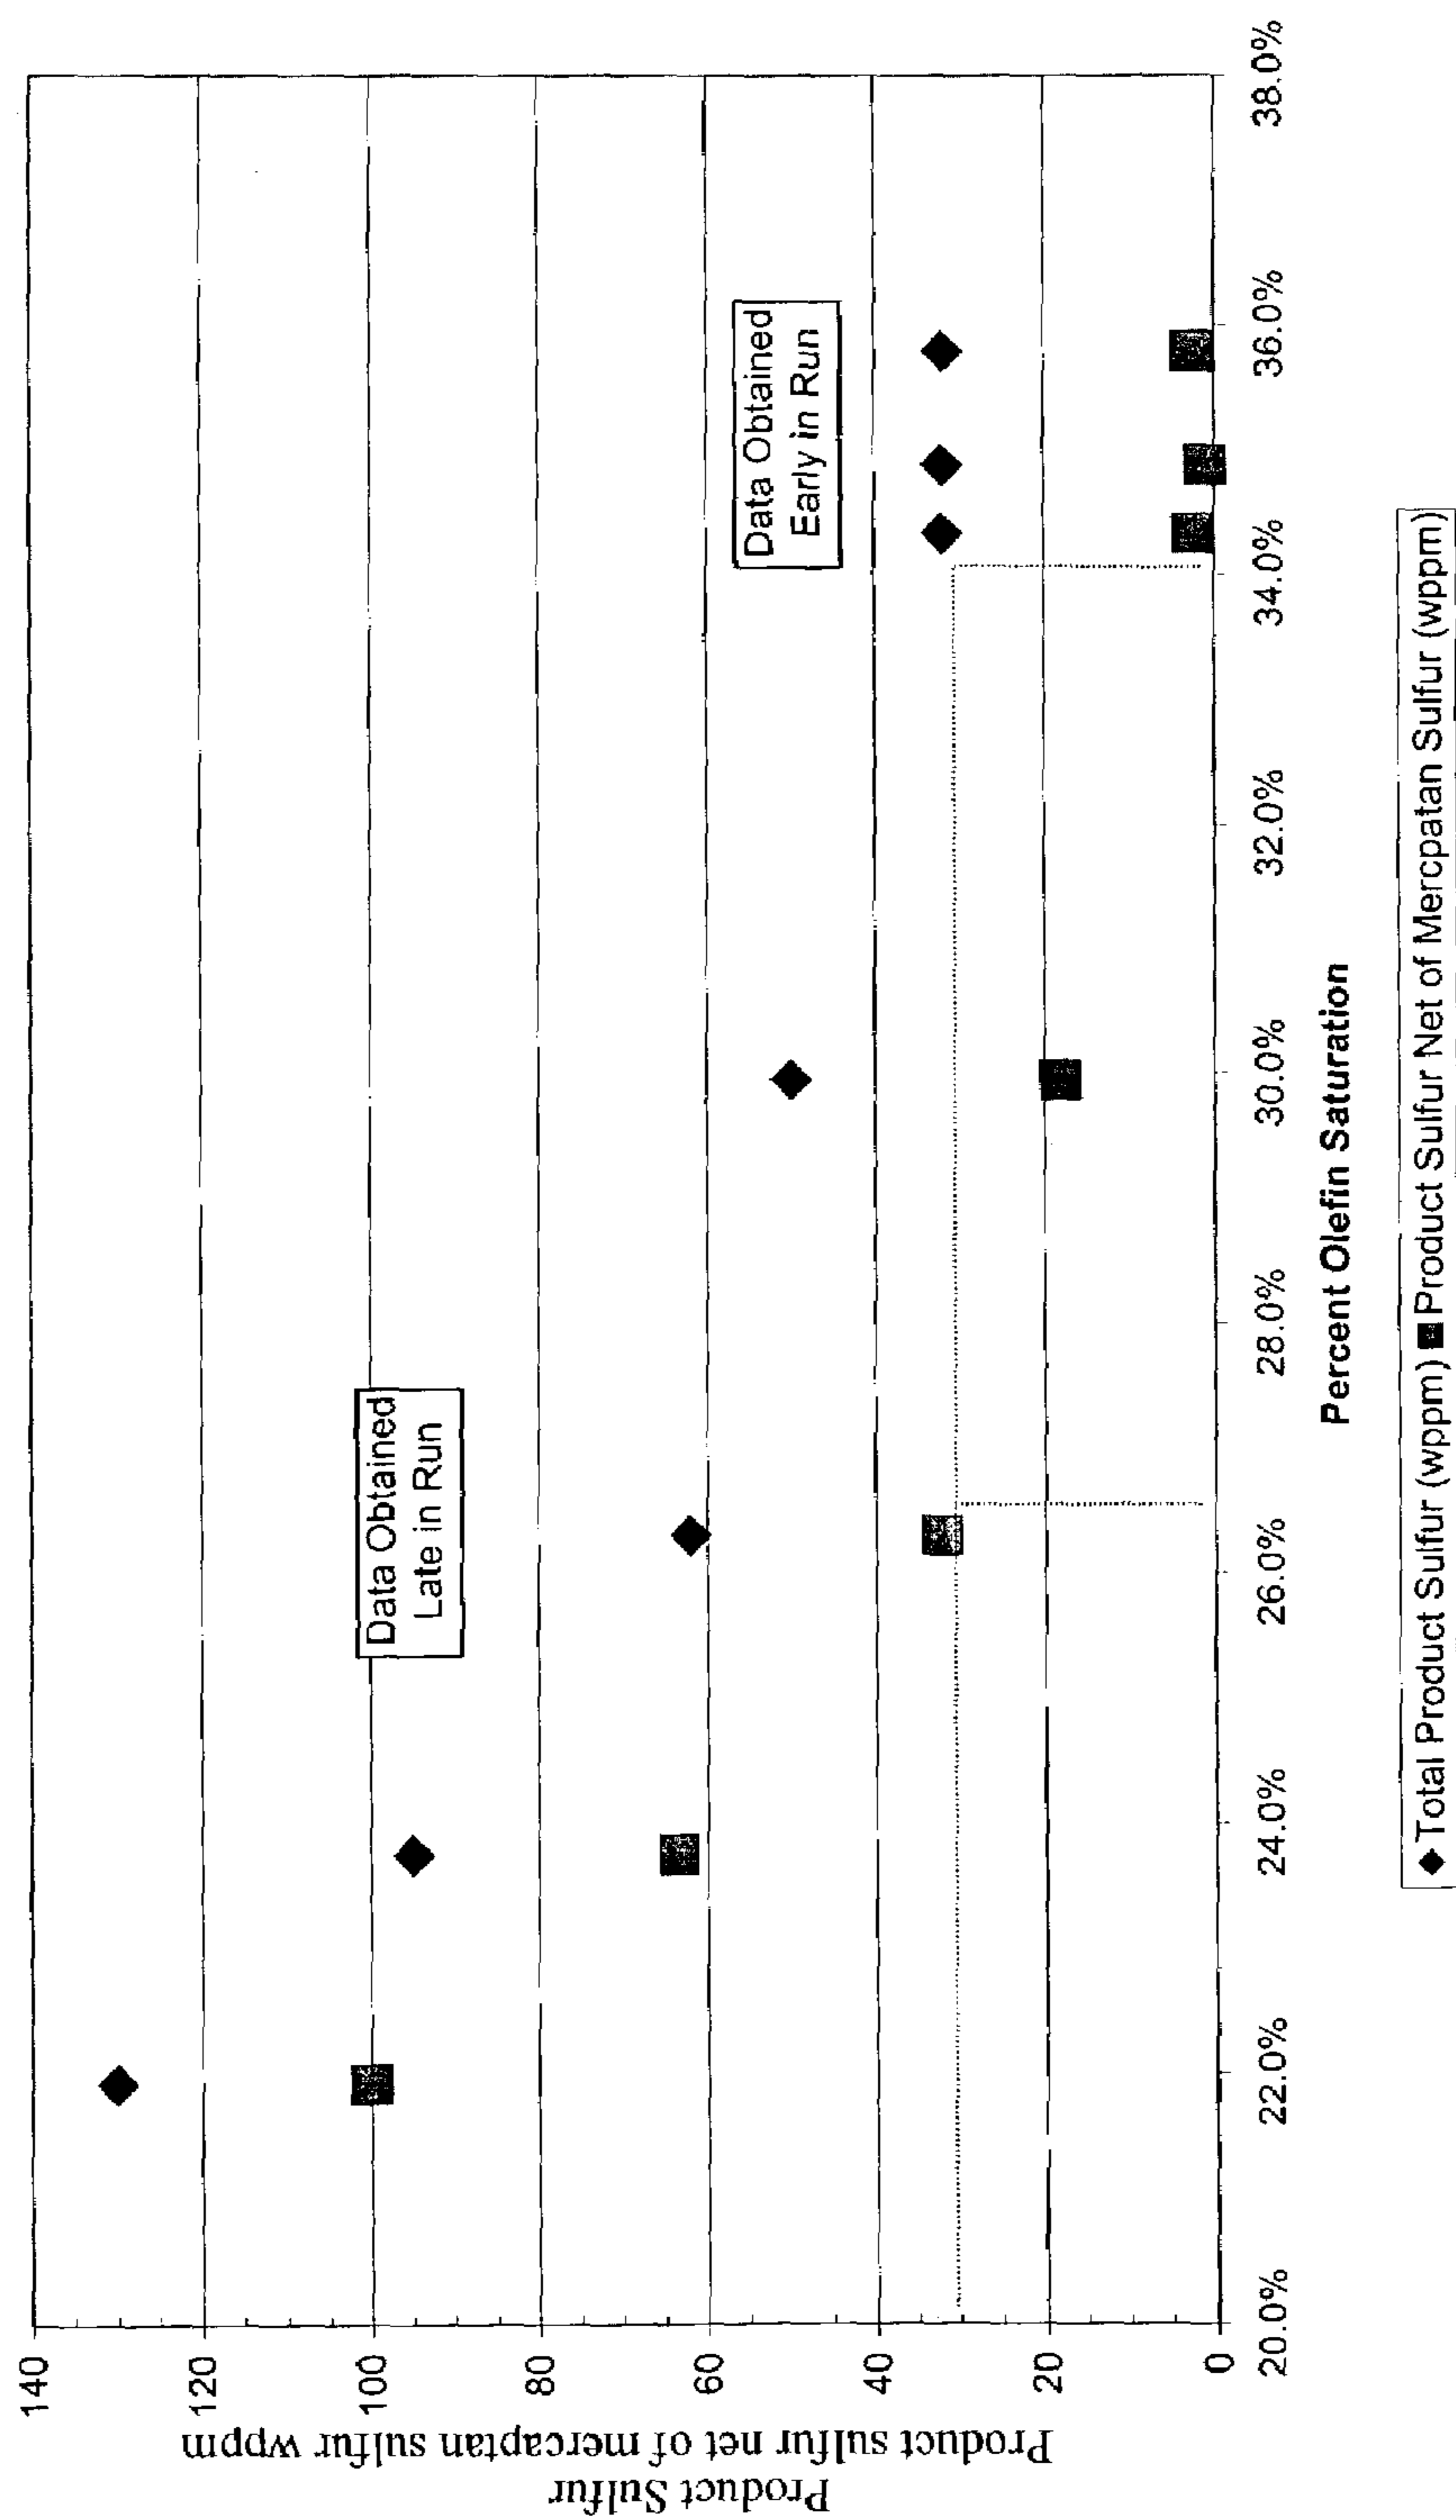 Product Sulfur
Product sulfur net of mercaptan sulfur wppm
140
120
100
80
60
40
20
0
Data Obtained
Late in Run
Data Obtained
Early in Run
20.0% 22.0% 24.0% 26.0% 28.0% 30.0% 32.0% 34.0% 36.0% 38.0%
Percent Olefin Saturation
Total Product Sulfur (wppm) Product Sulfur Net of Mercpatan Sulfur (wppm)